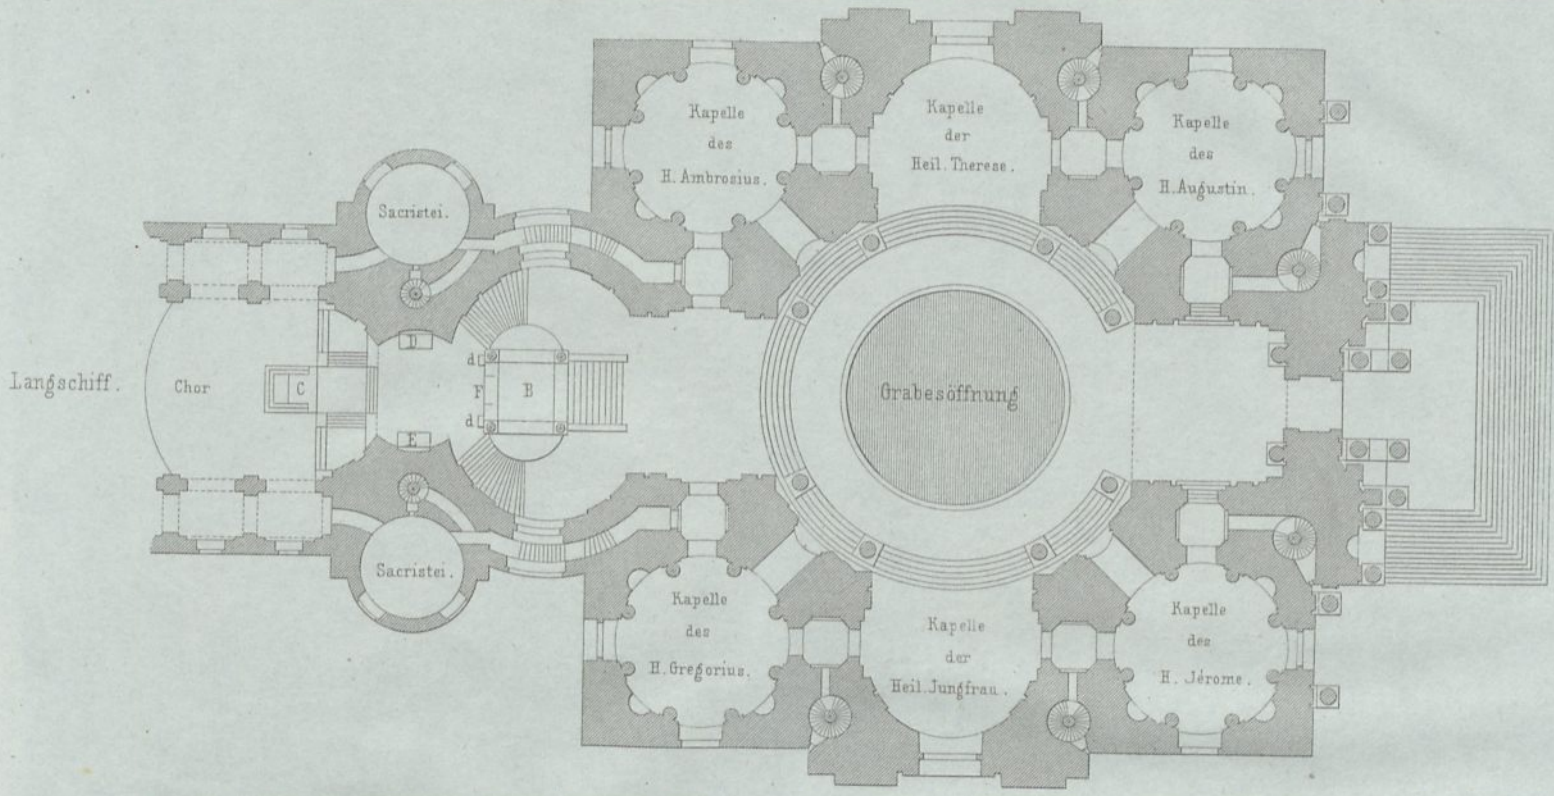 Kapelle
des
H. Ambrosius.
Kapelle
der
Heil. Therese.
Kapelle
des
H. Augustin.
Sacristei.
Langschiff.
Chor
C
D
E
d
F
d
B
Grabesöffnung
Sacristei.
Kapelle
des
H. Gregorius.
Kapelle
der
Heil. Jungfrau.
Kapelle
des
H. Jérome.